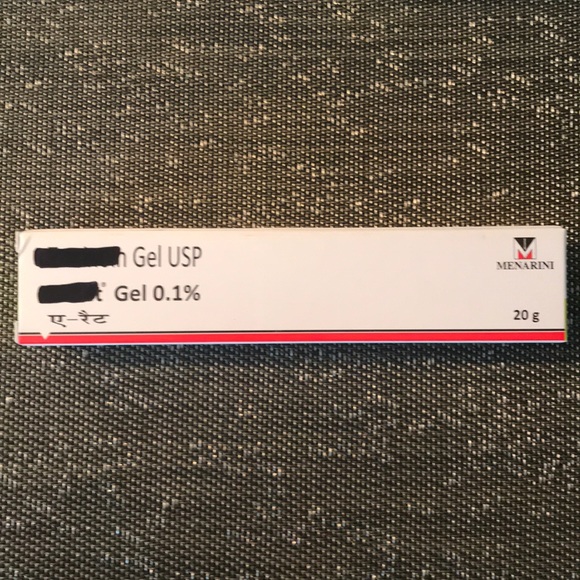 Gel USP
Gel 0.1%
ए-रैट
MENARINI
20 g